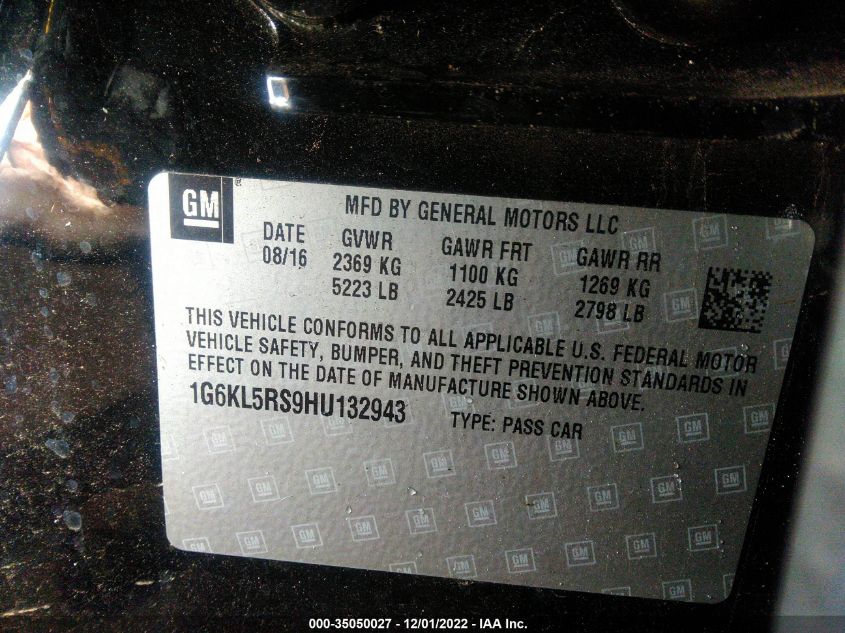 GM ®
MFD BY GENERAL MOTORS LLC
DATE GVWR GAWR FRT GAWR RR
08/16 2369 KG 1100 KG 1269 KG
5223 LB 2425 LB 2798 LB
THIS VEHICLE CONFORMS TO ALL APPLICABLE U.S. FEDERAL MOTOR
VEHICLE SAFETY, BUMPER, AND THEFT PREVENTION STANDARDS IN
EFFECT ON THE DATE OF MANUFACTURE SHOWN ABOVE.
1G6KL5RS9HU132943 TYPE: PASS CAR
000-35050027 - 12/01/2022 - IAA Inc.